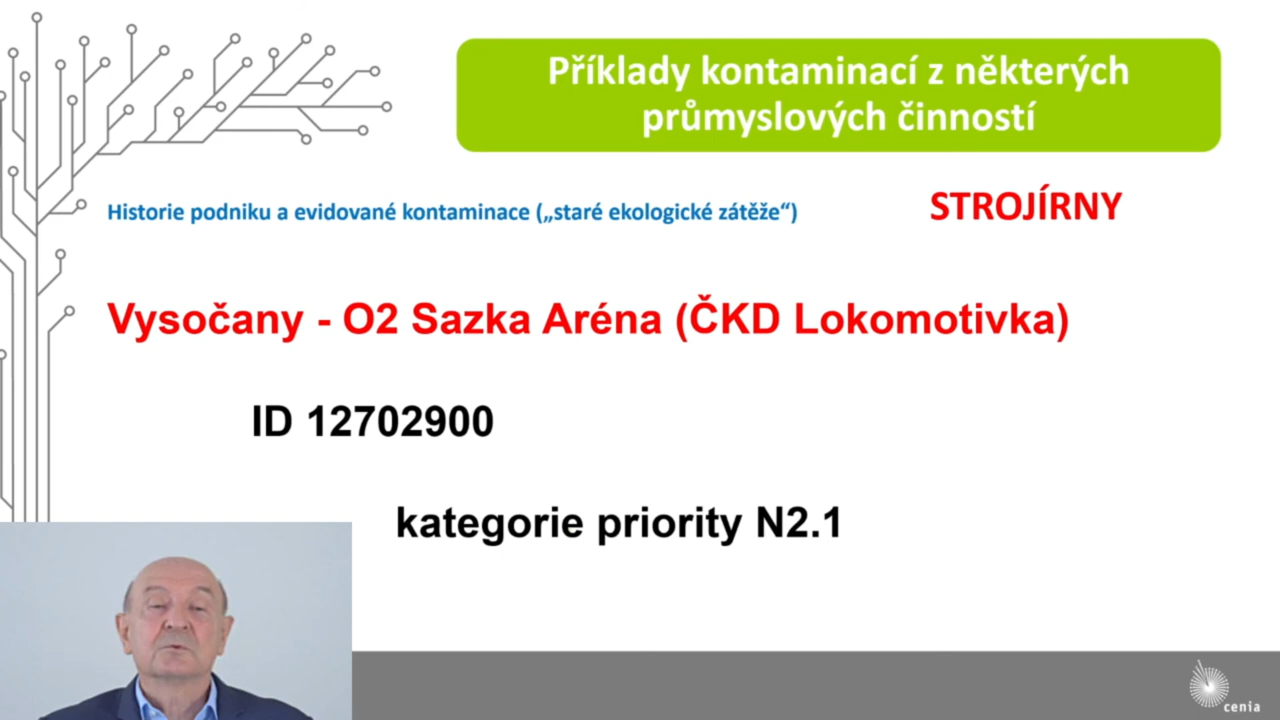 Příklady kontaminací z některých
průmyslových činností
Historie podniku a evidované kontaminace („staré ekologické zátěže“)
STROJÍRNY
Vysočany - O2 Sazka Aréna (ČKD Lokomotivka)
ID 12702900
kategorie priority N2.1
cenia